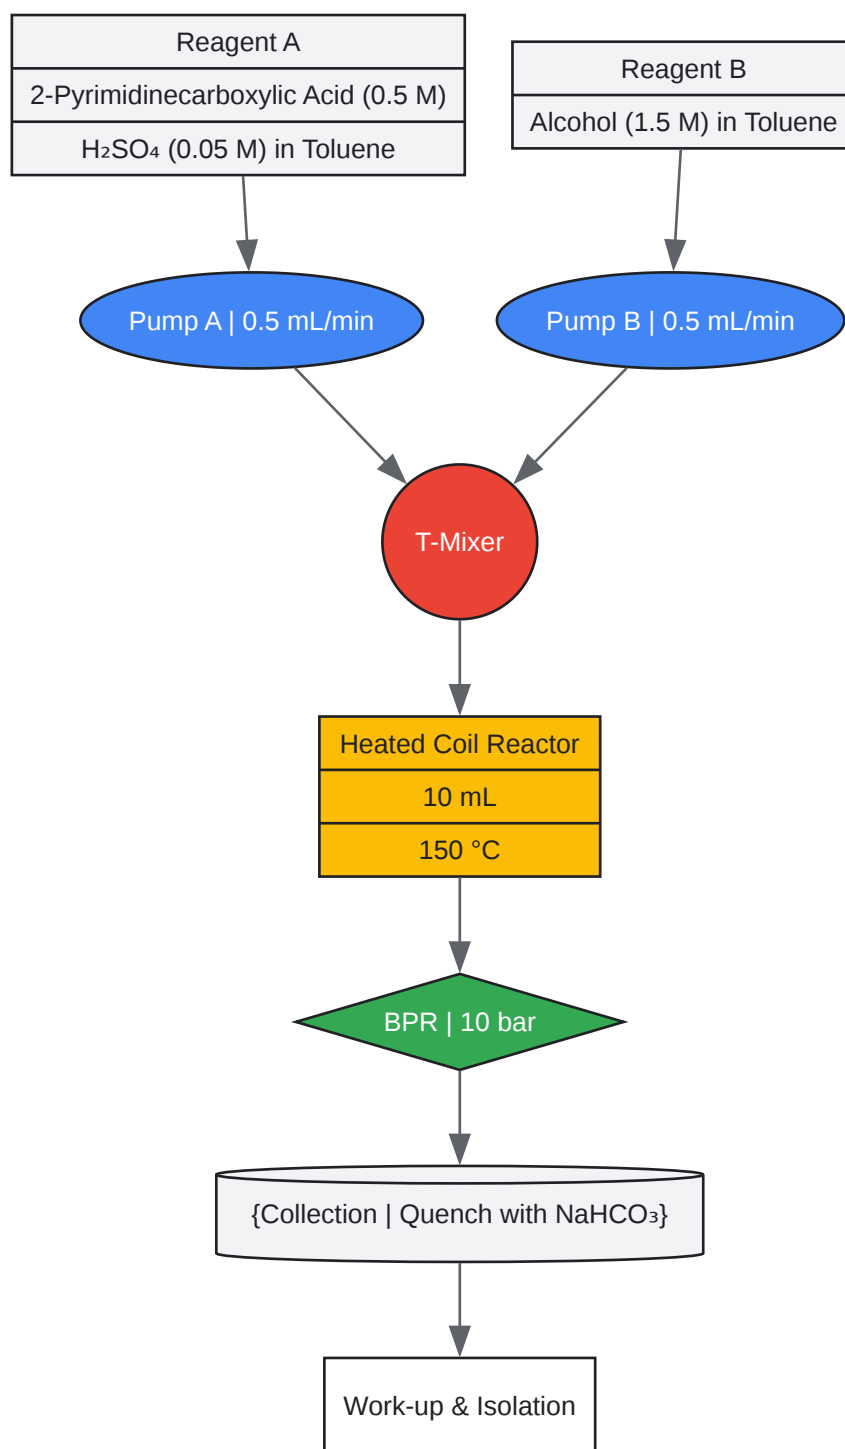 Reagent A
2-Pyrimidinecarboxylic Acid (0.5 M)
H₂SO₄ (0.05 M) in Toluene
Reagent B
Alcohol (1.5 M) in Toluene
Pump A | 0.5 mL/min
Pump B | 0.5 mL/min
T-Mixer
Heated Coil Reactor
10 mL
150 °C
BPR | 10 bar
{Collection | Quench with NaHCO₃}
Work-up & Isolation